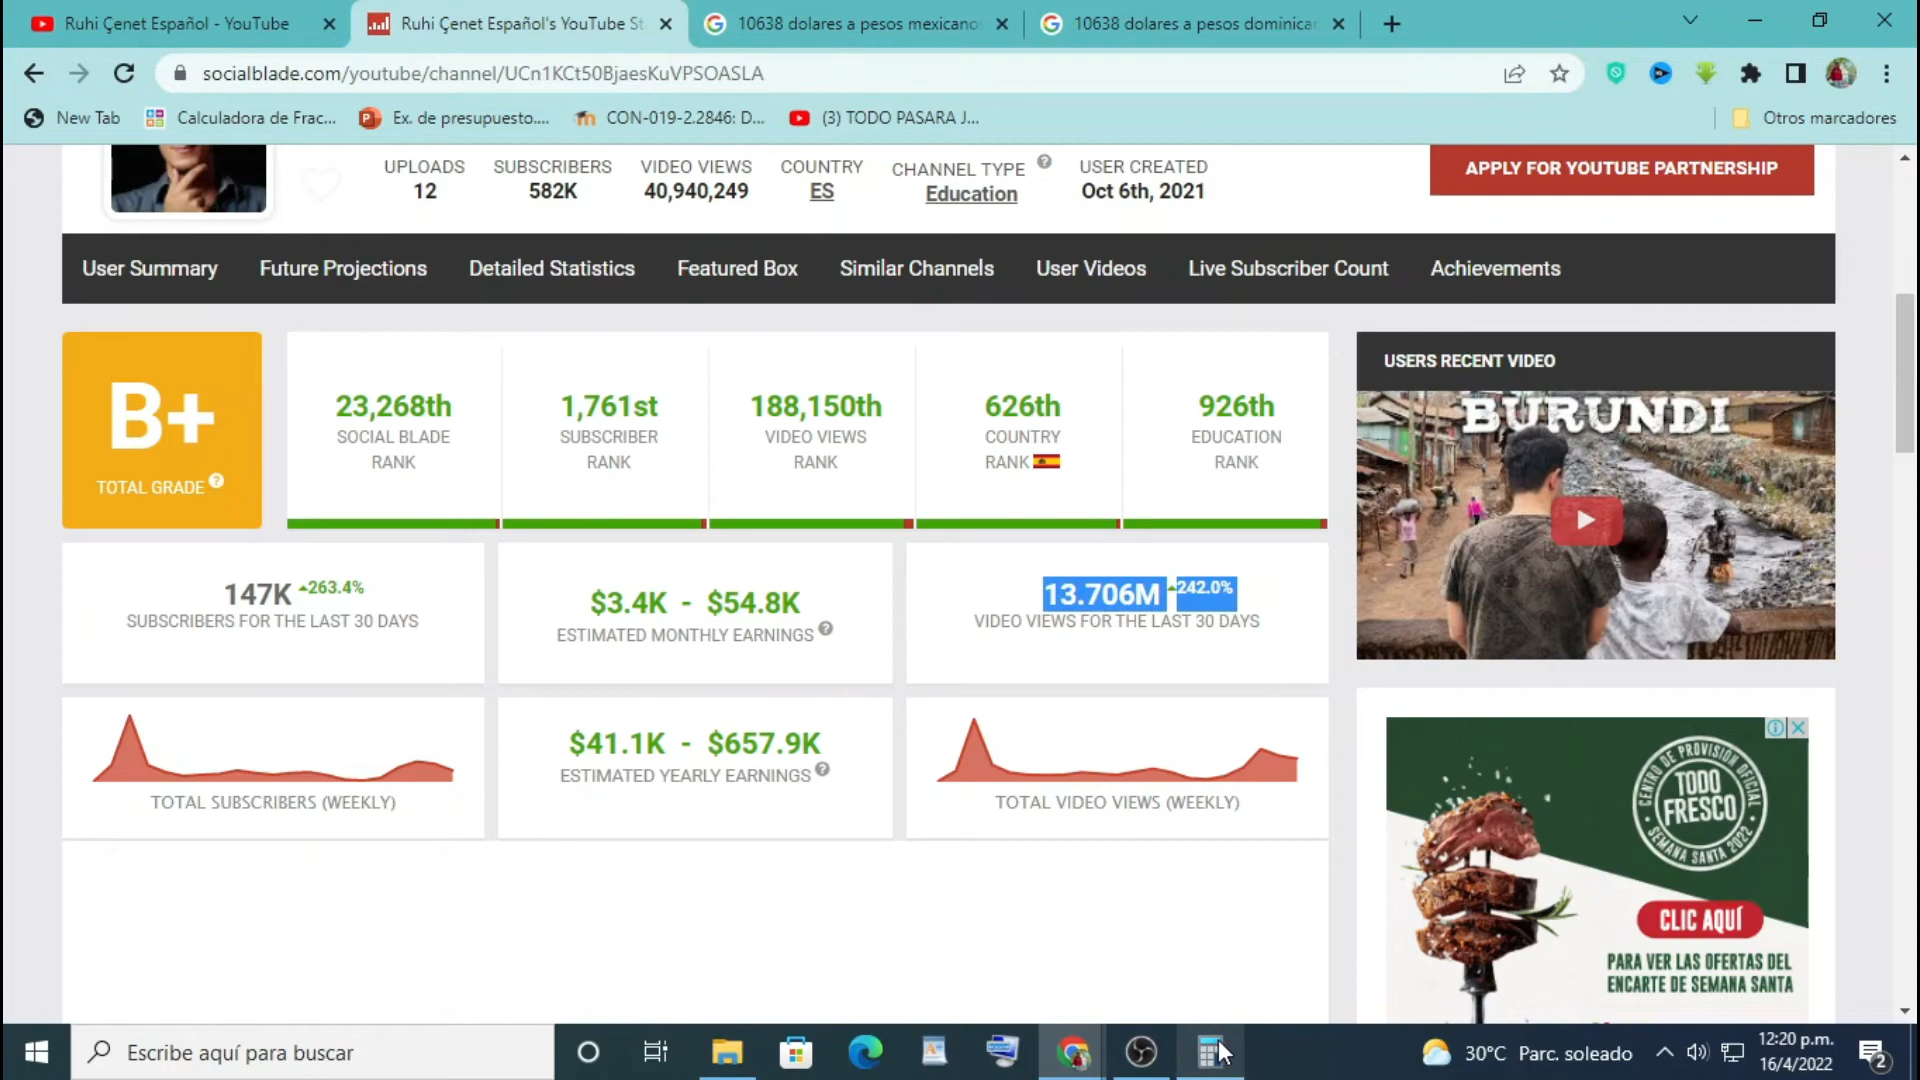 Ruhi Çenet Español - YouTube
Ruhi Çenet Español's YouTube St
10638 dolares a pesos mexicano
10638 dolares a pesos dominica
socialblade.com/youtube/channel/UCn1KCt50BjaesKuVPSOASLA
New Tab
Calculadora de Frac...
Ex. de presupuesto....
CON-019-2.2846: D...
(3) TODO PASARA J...
Otros marcadores
UPLOADS
12
SUBSCRIBERS
582K
VIDEO VIEWS
40,940,249
COUNTRY
ES
CHANNEL TYPE
Education
USER CREATED
Oct 6th, 2021
APPLY FOR YOUTUBE PARTNERSHIP
User Summary
Future Projections
Detailed Statistics
Featured Box
Similar Channels
User Videos
Live Subscriber Count
Achievements
B+
TOTAL GRADE
23,268th
SOCIAL BLADE
RANK
1,761st
SUBSCRIBER
RANK
188,150th
VIDEO VIEWS
RANK
626th
COUNTRY
RANK
926th
EDUCATION
RANK
USERS RECENT VIDEO
BURUNDI
147K 263.4%
SUBSCRIBERS FOR THE LAST 30 DAYS
$3.4K - $54.8K
ESTIMATED MONTHLY EARNINGS
13.706M 242.0%
VIDEO VIEWS FOR THE LAST 30 DAYS
TOTAL SUBSCRIBERS (WEEKLY)
$41.1K - $657.9K
ESTIMATED YEARLY EARNINGS
TOTAL VIDEO VIEWS (WEEKLY)
CENTRO DE PROVISION OFICIAL
TODO
FRESCO
SEMANA SANTA 2022
CLIC AQUÍ
PARA VER LAS OFERTAS DEL
ENCARTE DE SEMANA SANTA
Escribe aquí para buscar
30°C Parc. soleado
12:20 p.m.
16/4/2022
2